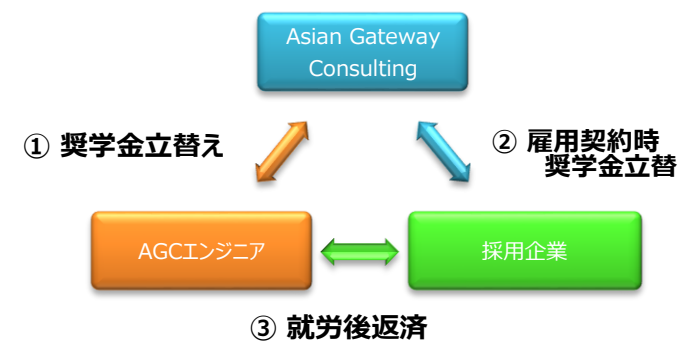 Asian Gateway
Consulting
① 奨学金立替え
② 雇用契約時
奨学金立替
AGCエンジニア
採用企業
③ 就労後返済